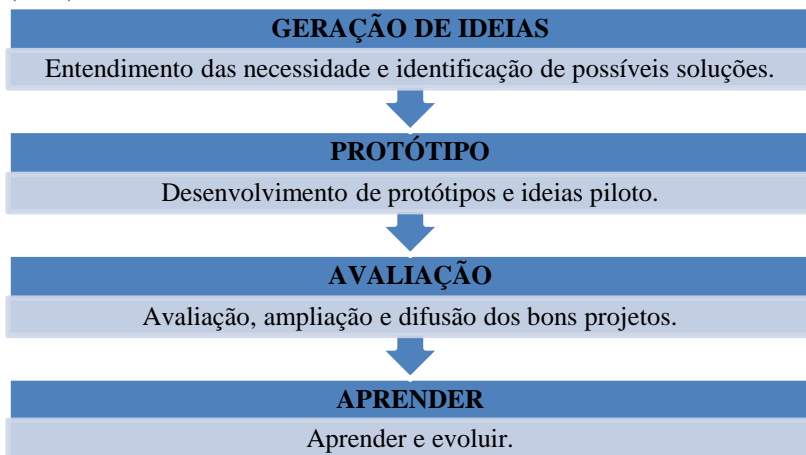 GERAÇÃO DE IDEIAS
Entendimento das necessidade e identificação de possíveis soluções.
PROTÓTIPO
Desenvolvimento de protótipos e ideias piloto.
AVALIAÇÃO
Avaliação, ampliação e difusão dos bons projetos.
APRENDER
Aprender e evoluir.